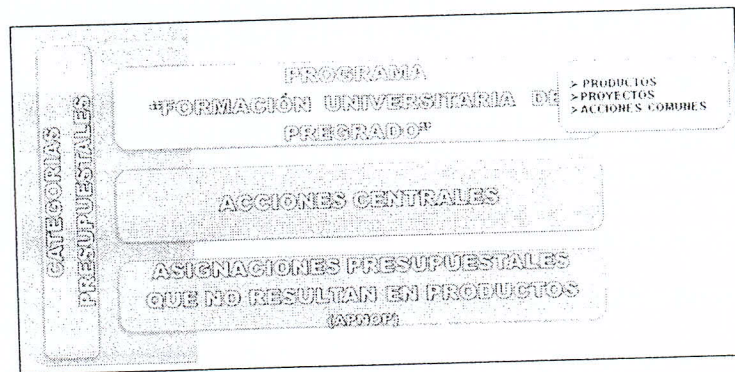 CATEGORIAS
PRESUPUESTALES
PROGRAMA
"FORMACIÓN UNIVERSITARIA DE
PREGRADO"
> PRODUCTOS
> PROYECTOS
> ACCIONES COMUNES
ACCIONES CENTRALES
ASIGNACIONES PRESUPUESTALES
QUE NO RESULTAN EN PRODUCTOS
(APNOP)